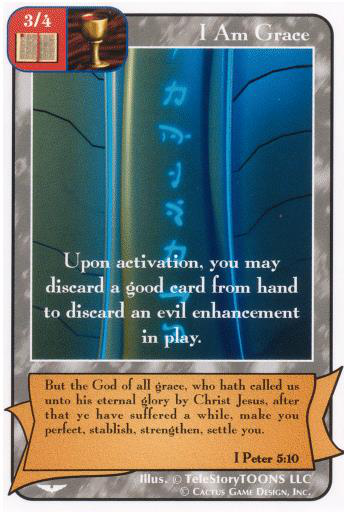 3/4
I Am Grace
Upon activation, you may
discard a good card from hand
to discard an evil enhancement
in play.
But the God of all grace, who hath called us
unto his eternal glory by Christ Jesus, after
that ye have suffered a while, make you
perfect, stablish, strengthen, settle you.
I Peter 5:10
Illus. © TeleStoryTOONS LLC
© Cactus Game Design, Inc.